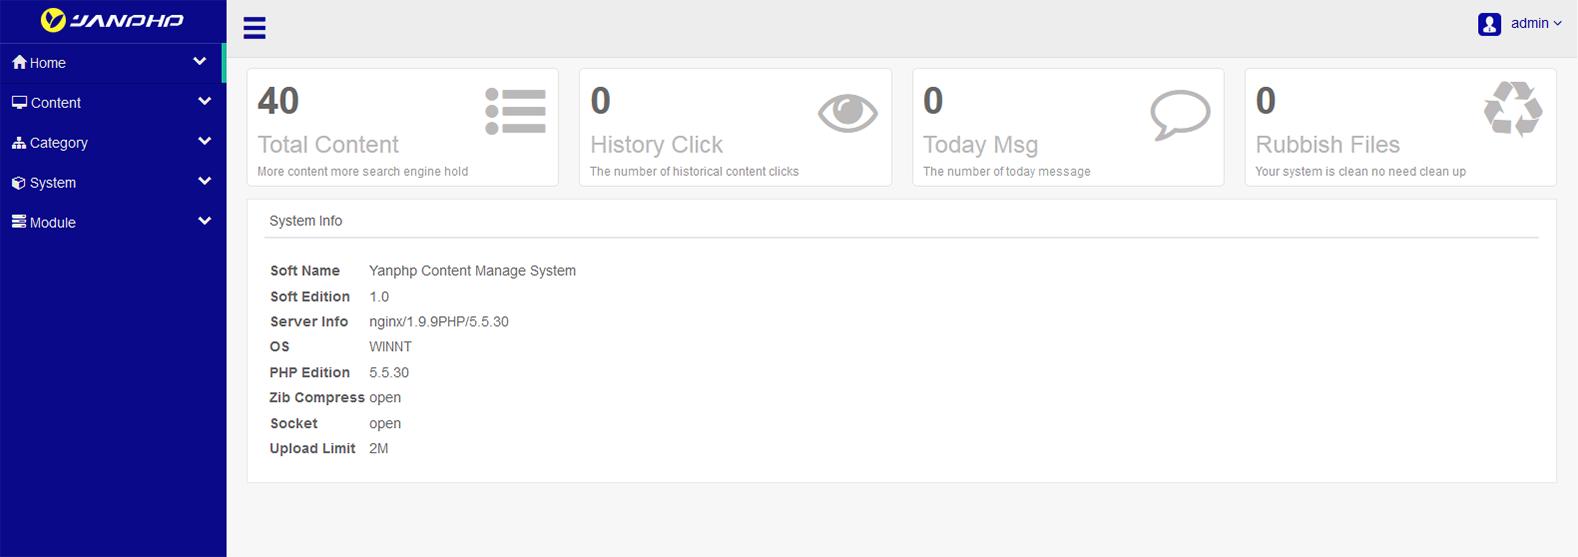 YANPHP
admin
Home
Content
Category
System
Module
40
Total Content
More content more search engine hold
0
History Click
The number of historical content clicks
0
Today Msg
The number of today message
0
Rubbish Files
Your system is clean no need clean up
System Info
Soft Name Yanphp Content Manage System
Soft Edition 1.0
Server Info nginx/1.9.9PHP/5.5.30
OS WINNT
PHP Edition 5.5.30
Zib Compress open
Socket open
Upload Limit 2M